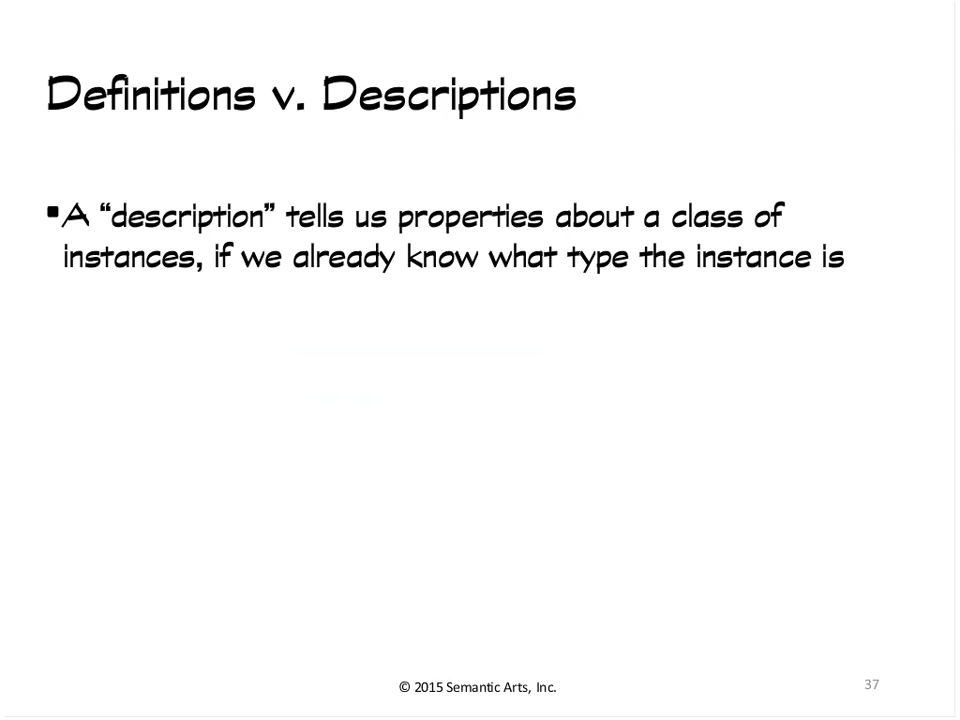 Definitions v. Descriptions
▪A “description” tells us properties about a class of
instances, if we already know what type the instance is
© 2015 Semantic Arts, Inc.
37